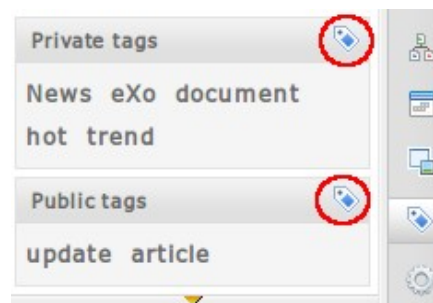 Private tags
News eXo document
hot trend
Public tags
update article